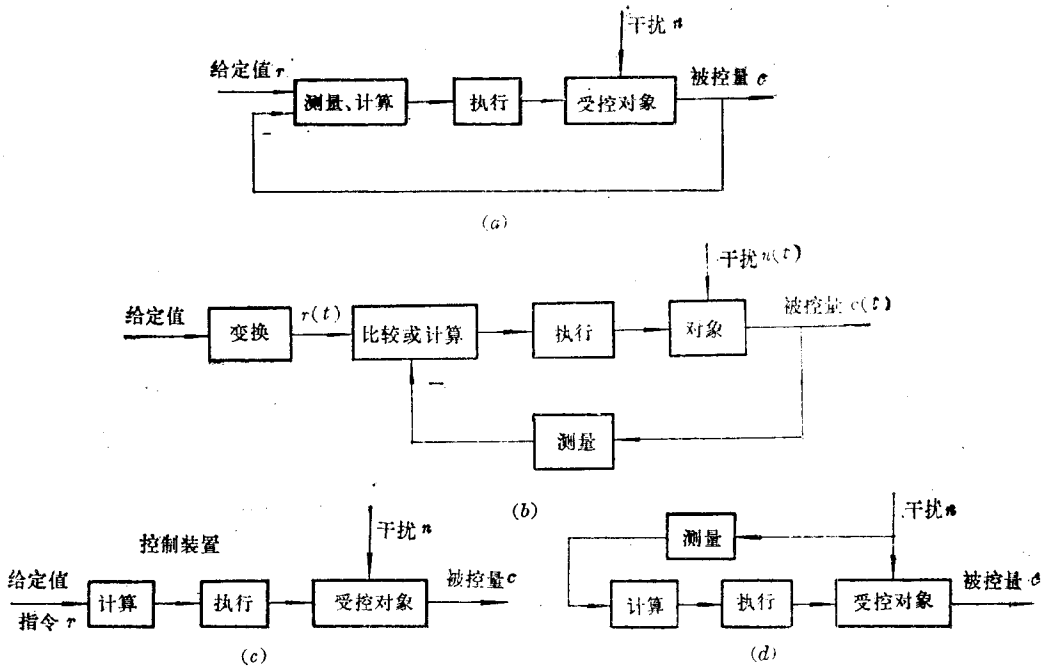 干扰 n
给定值 r
测量、计算
执行
受控对象
被控量 c
−
(a)
干扰 n(t)
给定值
变换
r(t)
比较或计算
执行
对象
被控量 c(t)
−
测量
(b)
控制装置
干扰 n
给定值
指令 r
计算
执行
受控对象
被控量 c
(c)
测量
干扰 n
计算
执行
受控对象
被控量 c
(d)